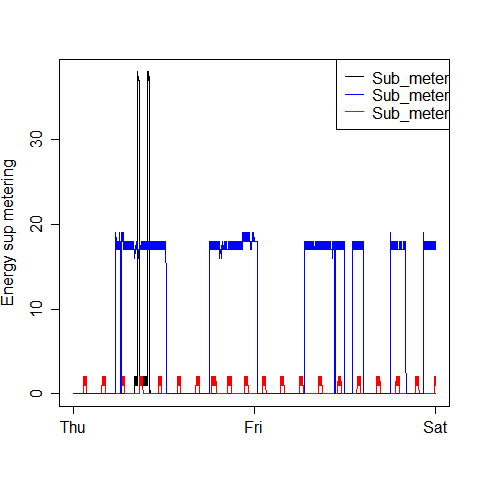 Sub_meter
Sub_meter
Sub_meter
Energy sup metering
30
20
10
0
Thu Fri Sat